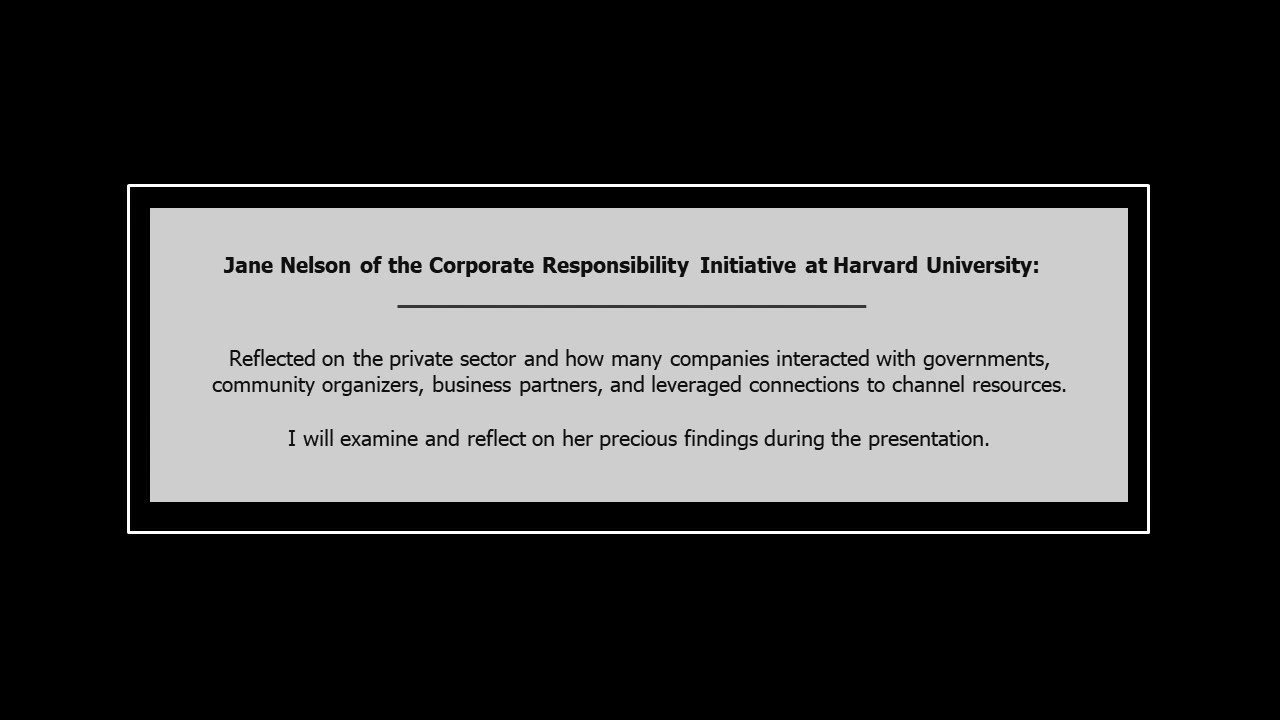 Jane Nelson of the Corporate Responsibility Initiative at Harvard University:
Reflected on the private sector and how many companies interacted with governments,
community organizers, business partners, and leveraged connections to channel resources.
I will examine and reflect on her precious findings during the presentation.